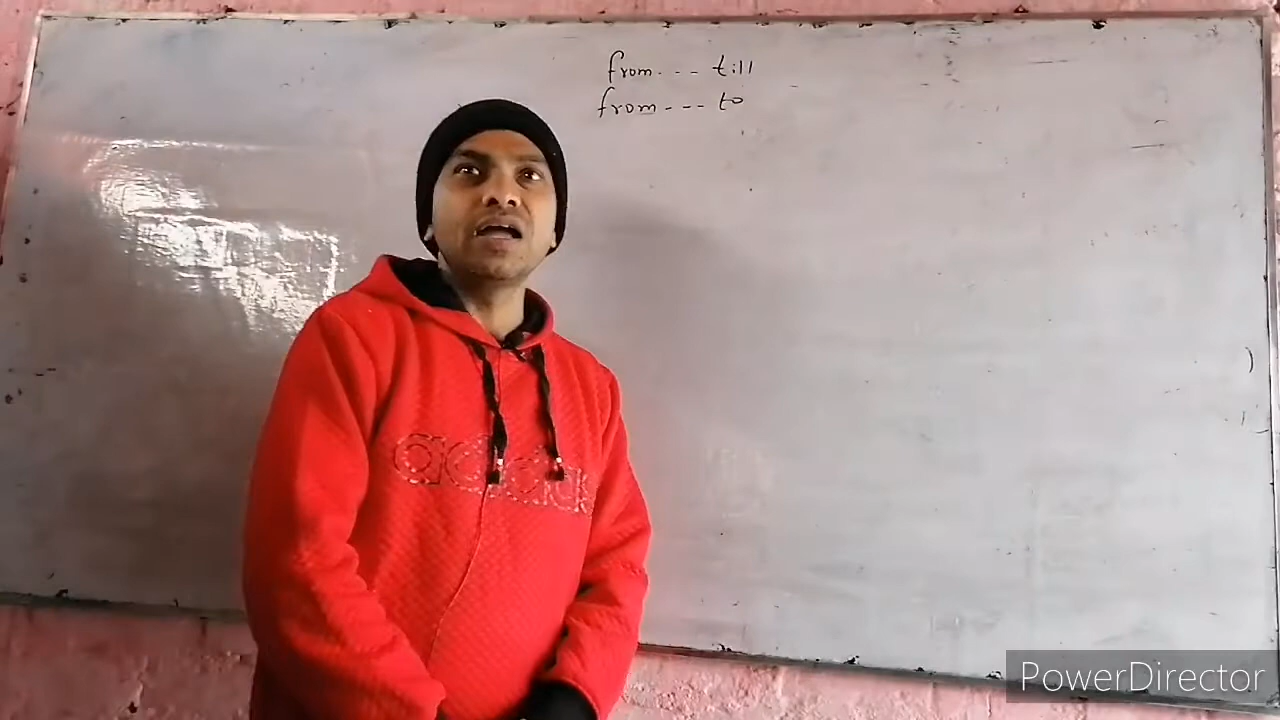 from --- till
from --- to
PowerDirector